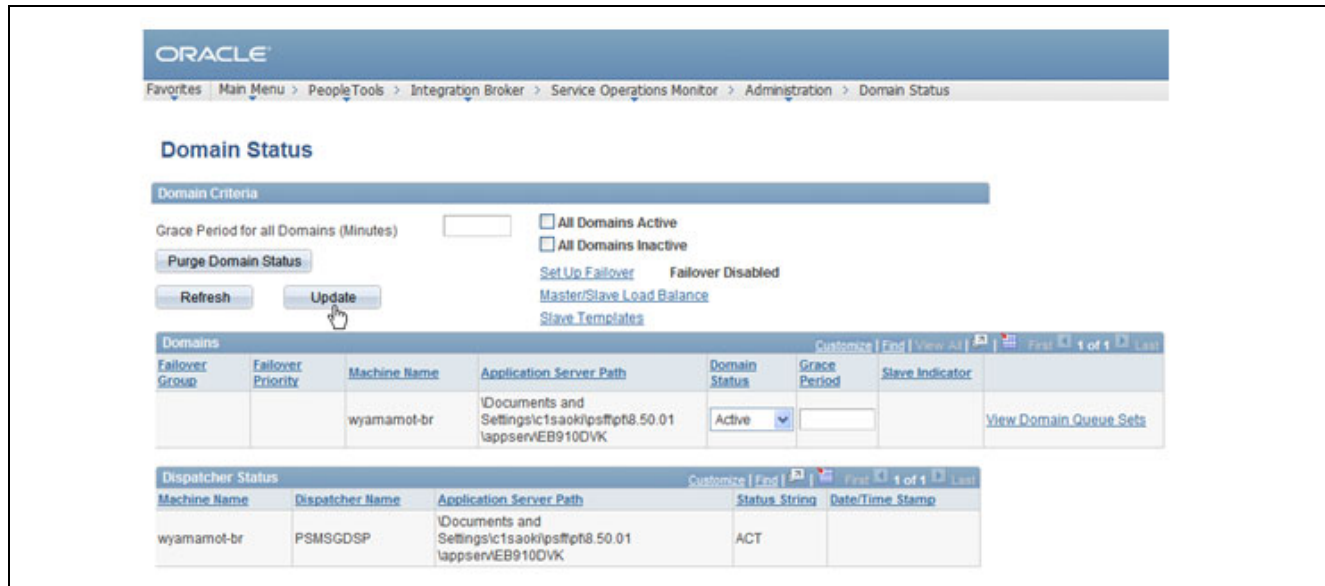 ORACLE
Favorites Main Menu > PeopleTools > Integration Broker > Service Operations Monitor > Administration > Domain Status
Domain Status
Domain Criteria
Grace Period for all Domains (Minutes)
All Domains Active
All Domains Inactive
Purge Domain Status
Set Up Failover Failover Disabled
Refresh Update
Master/Slave Load Balance
Slave Templates
Domains Customize | Find | View All | First 1 of 1 Last
Failover Group Failover Priority Machine Name Application Server Path Domain Status Grace Period Slave Indicator
wyamamot-br
\Documents and
Settings\c1saoki\psft\pt\8.50.01
\appserv\EB910DVK
Active
View Domain Queue Sets
Dispatcher Status Customize | Find | First 1 of 1 Last
Machine Name Dispatcher Name Application Server Path Status String Date/Time Stamp
wyamamot-br PSMSGDSP
\Documents and
Settings\c1saoki\psft\pt\8.50.01
\appserv\EB910DVK
ACT